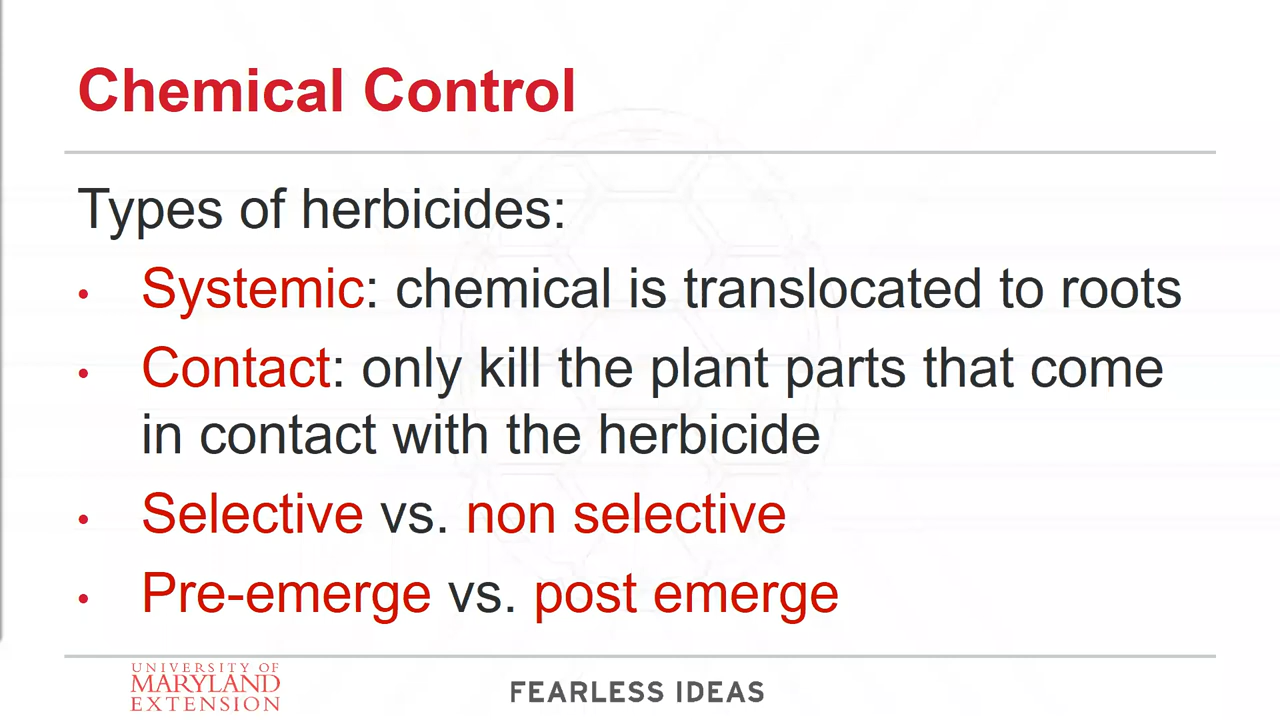 Chemical Control
Types of herbicides:
• Systemic: chemical is translocated to roots
• Contact: only kill the plant parts that come
in contact with the herbicide
• Selective vs. non selective
• Pre-emerge vs. post emerge
UNIVERSITY OF
MARYLAND
EXTENSION
FEARLESS IDEAS